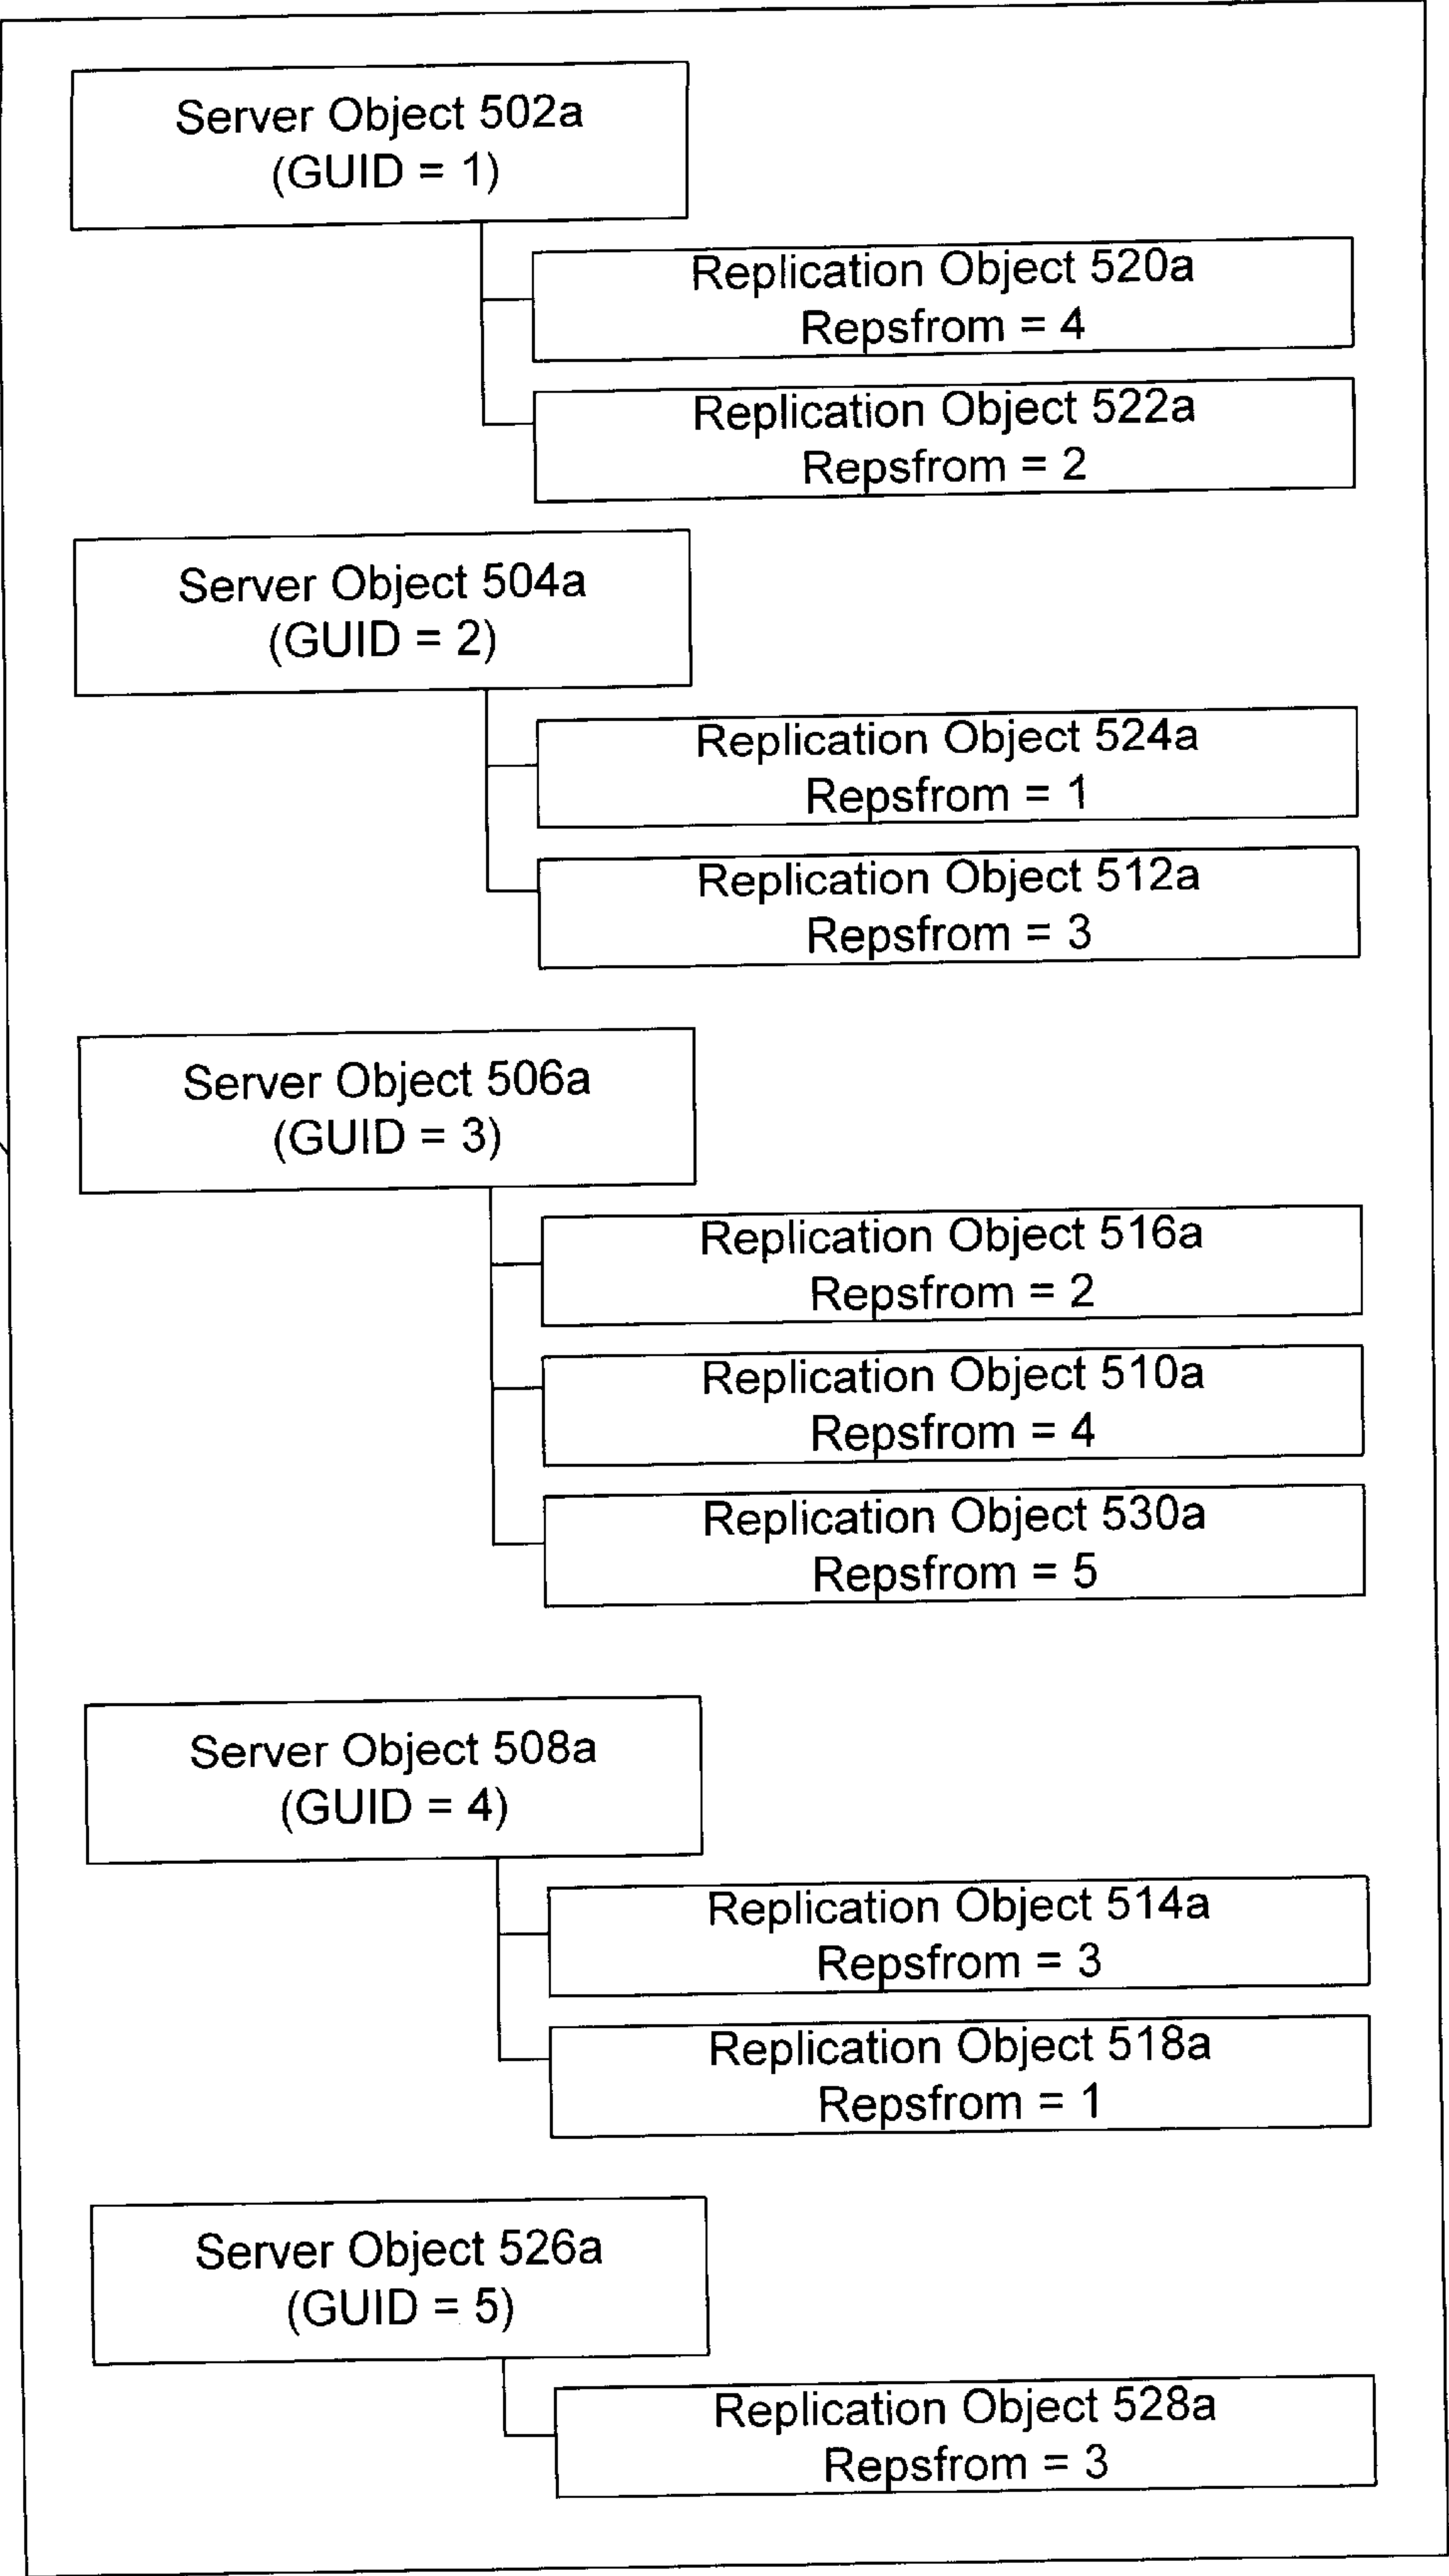 Server Object 502a
(GUID = 1)
Replication Object 520a
Repsfrom = 4
Replication Object 522a
Repsfrom = 2
Server Object 504a
(GUID = 2)
Replication Object 524a
Repsfrom = 1
Replication Object 512a
Repsfrom = 3
Server Object 506a
(GUID = 3)
Replication Object 516a
Repsfrom = 2
Replication Object 510a
Repsfrom = 4
Replication Object 530a
Repsfrom = 5
Server Object 508a
(GUID = 4)
Replication Object 514a
Repsfrom = 3
Replication Object 518a
Repsfrom = 1
Server Object 526a
(GUID = 5)
Replication Object 528a
Repsfrom = 3